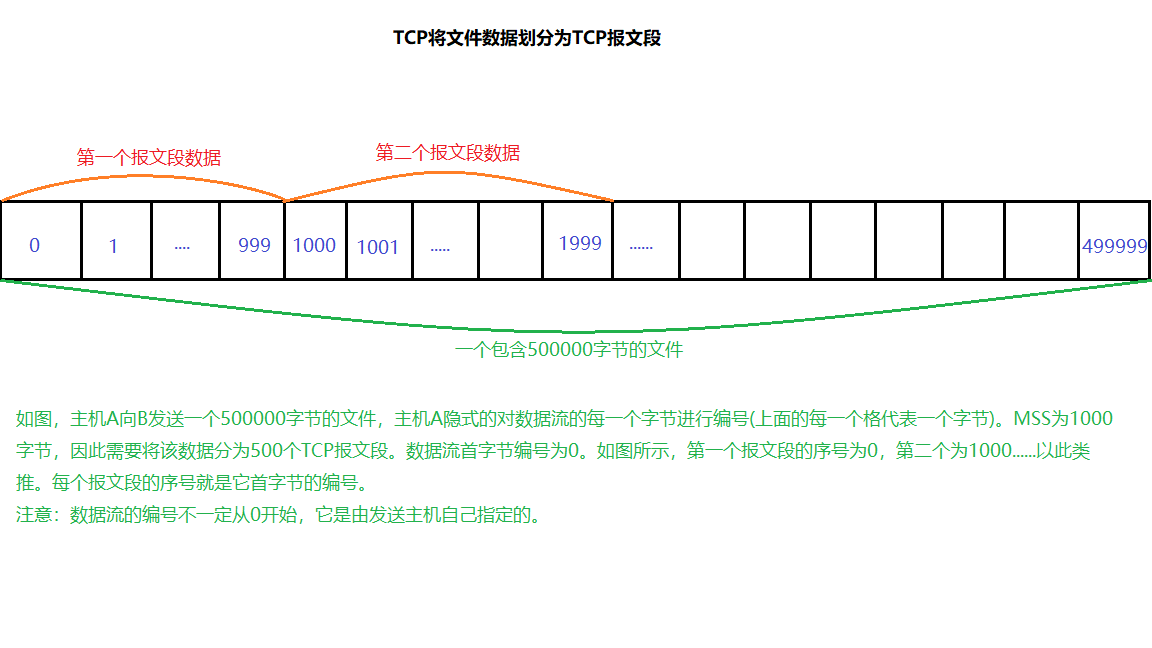 TCP将文件数据划分为TCP报文段
第一个报文段数据
第二个报文段数据
0 1 .... 999 1000 1001 ..... 1999 ...... 499999
一个包含500000字节的文件
如图，主机A向B发送一个500000字节的文件，主机A隐式的对数据流的每一个字节进行编号(上面的每一个格代表一个字节)。MSS为1000
字节，因此需要将该数据分为500个TCP报文段。数据流首字节编号为0。如图所示，第一个报文段的序号为0，第二个为1000......以此类
推。每个报文段的序号就是它首字节的编号。
注意：数据流的编号不一定从0开始，它是由发送主机自己指定的。